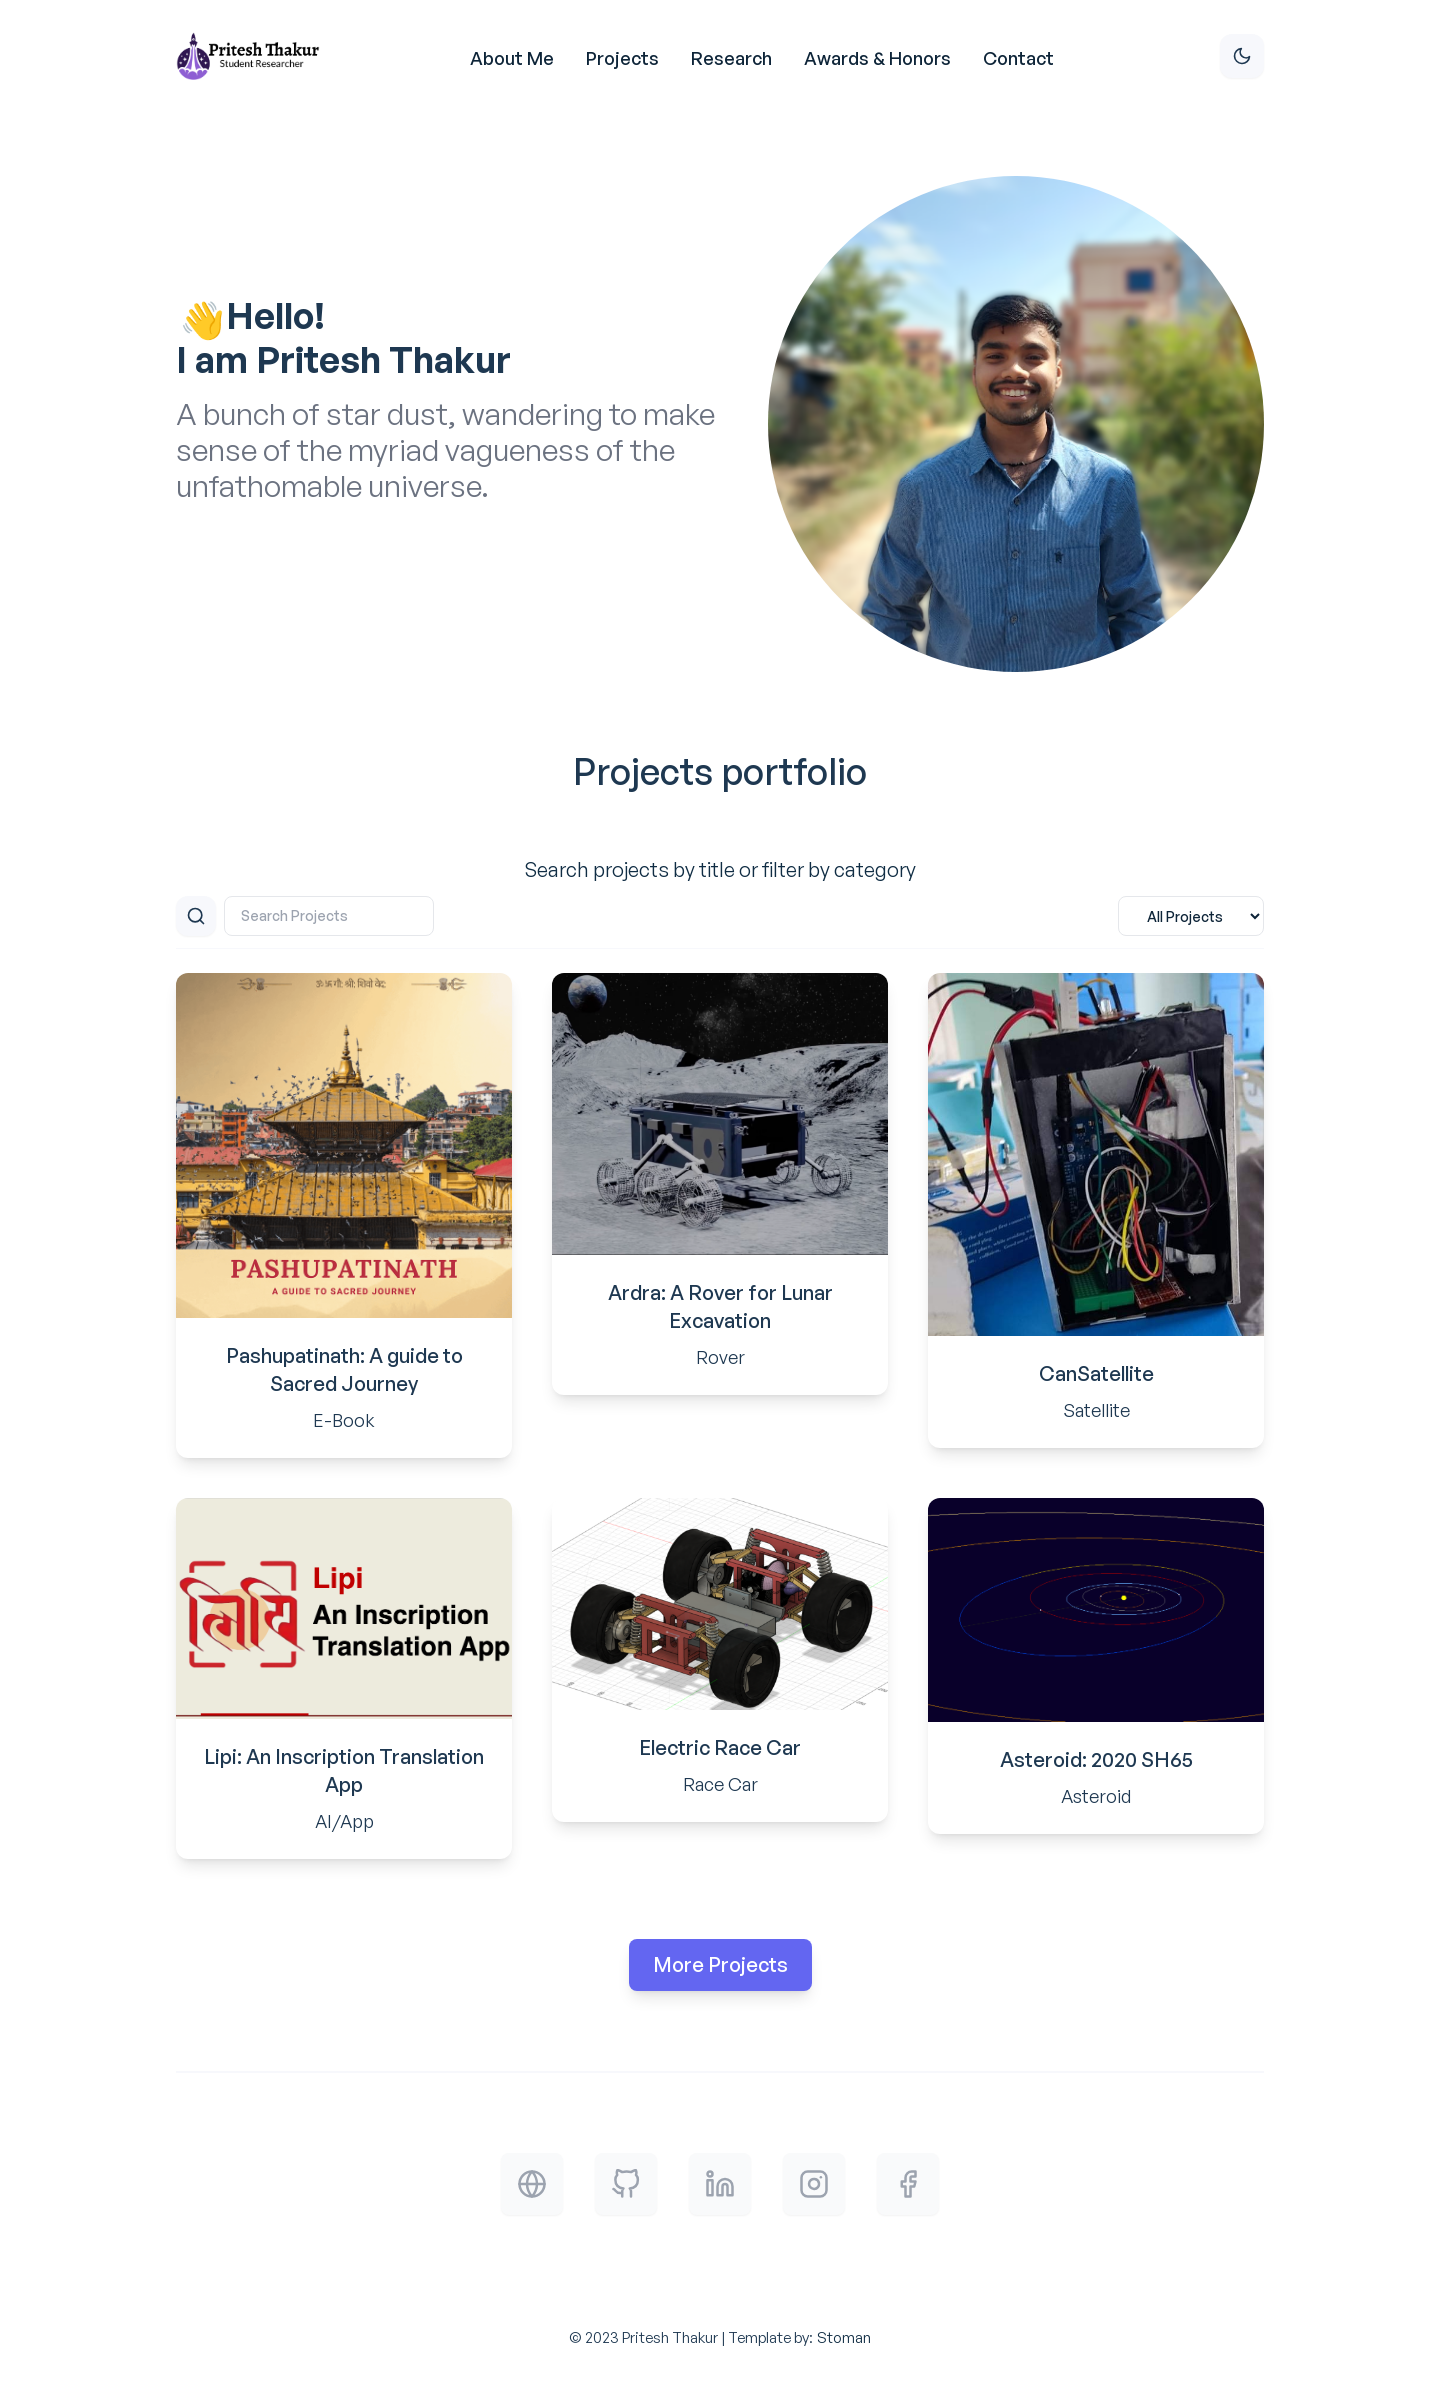 Pritesh Thakur
Student Researcher
About Me
Projects
Research
Awards & Honors
Contact
👋Hello!
I am Pritesh Thakur
A bunch of star dust, wandering to make
sense of the myriad vagueness of the
unfathomable universe.
Projects portfolio
Search projects by title or filter by category
Search Projects
All Projects
PASHUPATINATH
A GUIDE TO SACRED JOURNEY
Pashupatinath: A guide to
Sacred Journey
E-Book
Ardra: A Rover for Lunar
Excavation
Rover
CanSatellite
Satellite
लिपि
Lipi
An Inscription
Translation App
Lipi: An Inscription Translation
App
AI/App
Electric Race Car
Race Car
Asteroid: 2020 SH65
Asteroid
More Projects
© 2023 Pritesh Thakur | Template by: Stoman